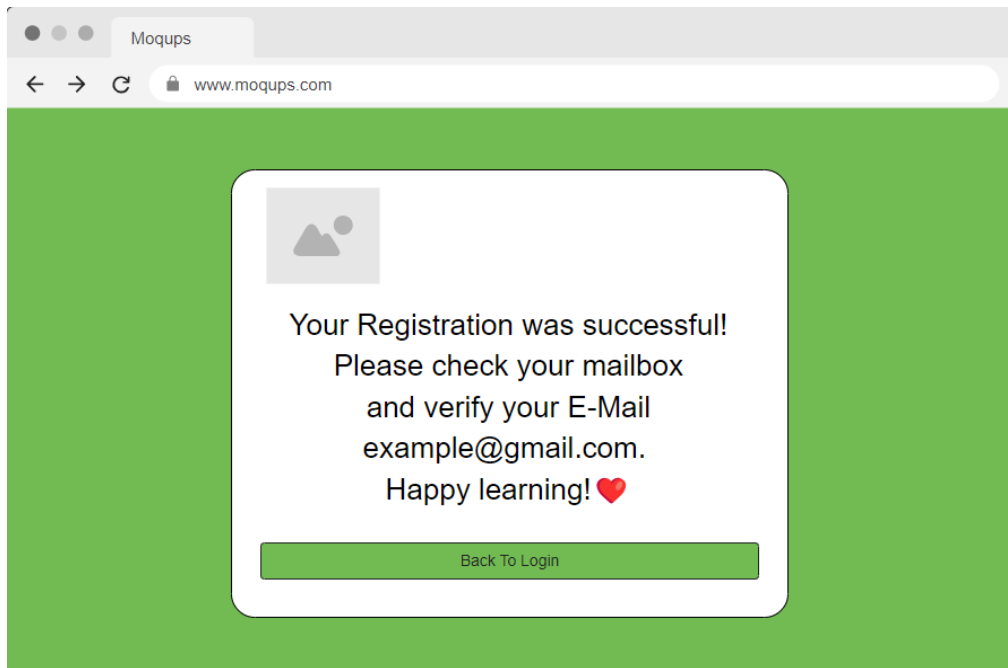 Moqups
www.moqups.com
Your Registration was successful!
Please check your mailbox
and verify your E-Mail
example@gmail.com.
Happy learning!❤️
Back To Login